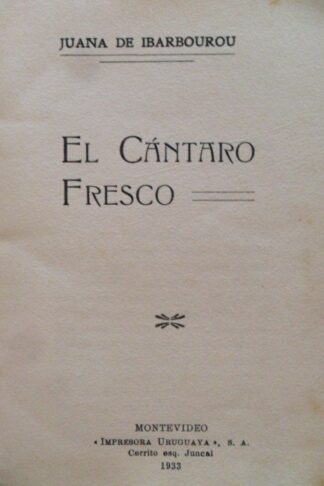 JUANA DE IBARBOUROU
EL CÁNTARO
FRESCO
MONTEVIDEO
« IMPRESORA URUGUAYA », S. A.
Cerrito esq. Juncal
1933